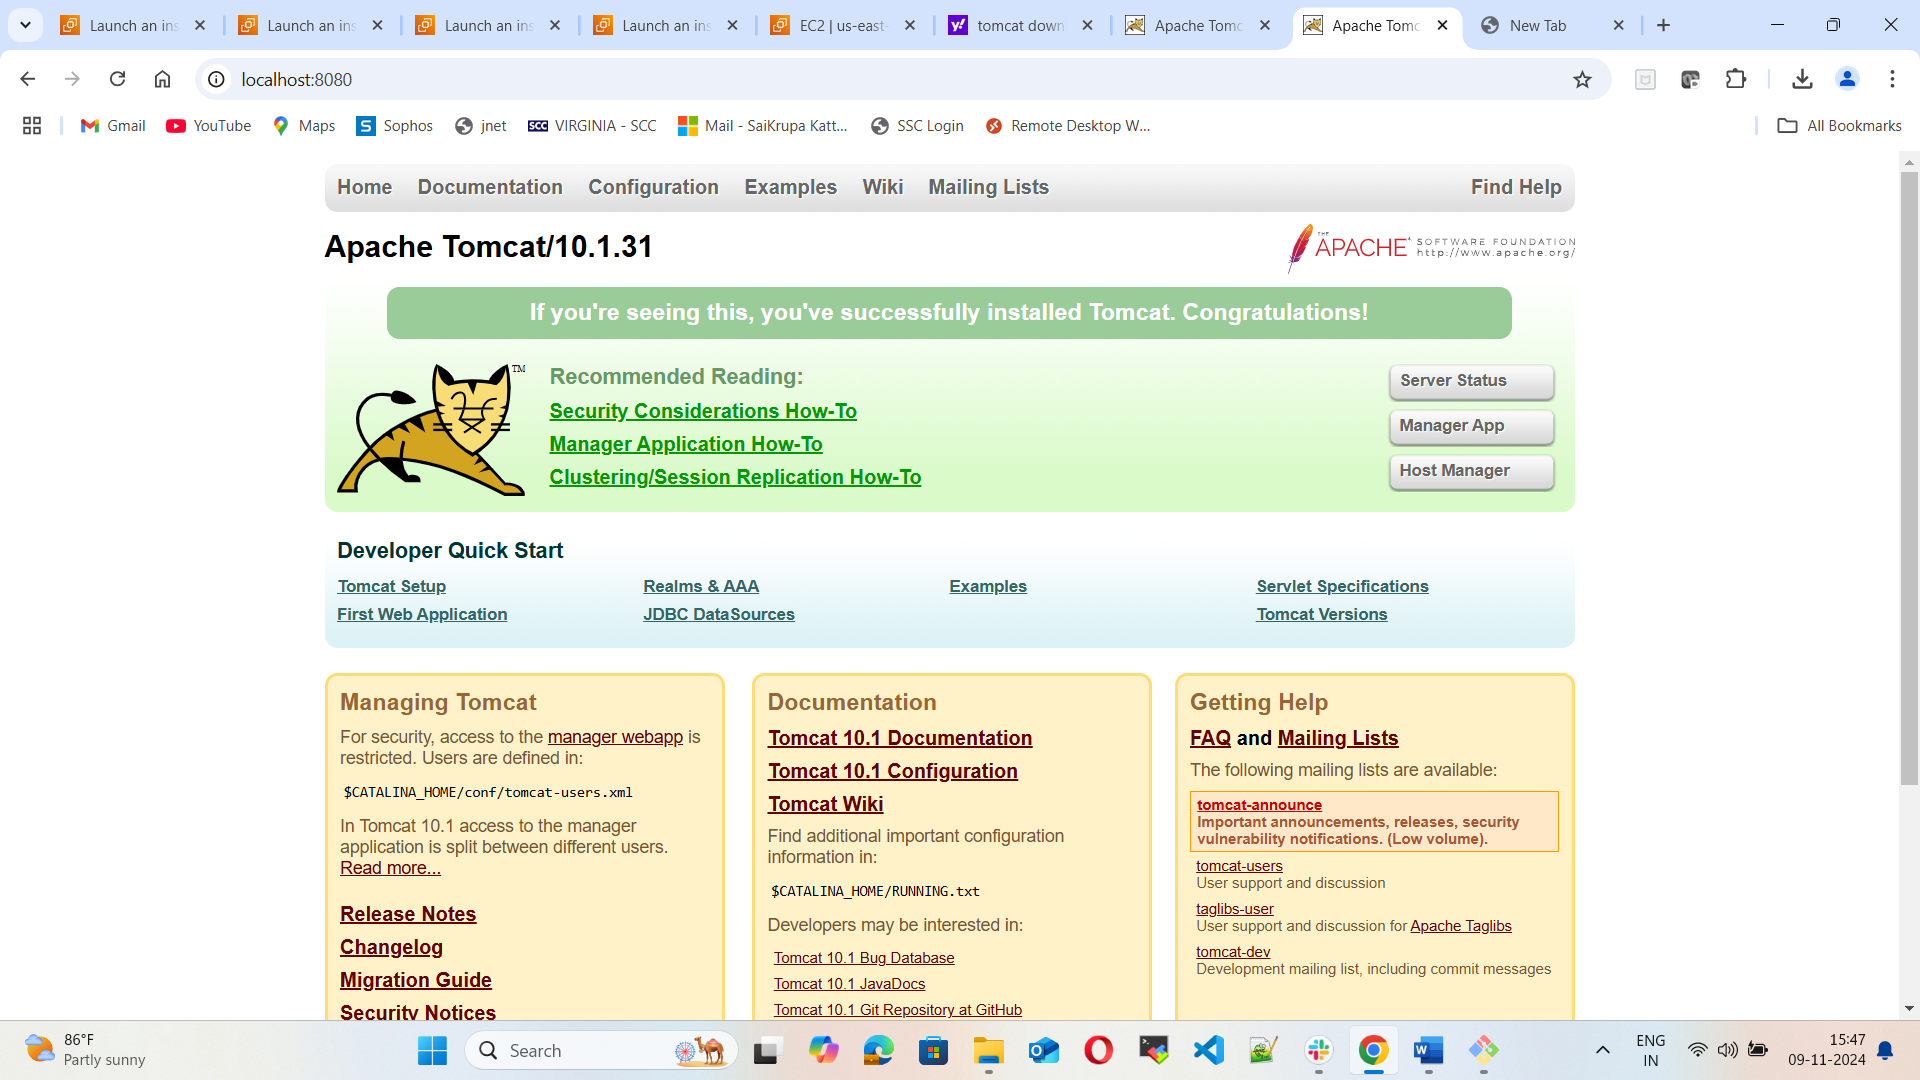 Launch an ins
Launch an ins
Launch an ins
Launch an ins
EC2 | us-east-
tomcat down
Apache Tomc
Apache Tomc
New Tab
localhost:8080
Gmail
YouTube
Maps
Sophos
jnet
VIRGINIA - SCC
Mail - SaiKrupa Katt...
SSC Login
Remote Desktop W...
All Bookmarks
Home Documentation Configuration Examples Wiki Mailing Lists Find Help
Apache Tomcat/10.1.31
THE APACHE SOFTWARE FOUNDATION
http://www.apache.org/
If you're seeing this, you've successfully installed Tomcat. Congratulations!
TM
Recommended Reading:
Security Considerations How-To
Manager Application How-To
Clustering/Session Replication How-To
Server Status
Manager App
Host Manager
Developer Quick Start
Tomcat Setup
First Web Application
Realms & AAA
JDBC DataSources
Examples
Servlet Specifications
Tomcat Versions
Managing Tomcat
For security, access to the manager webapp is
restricted. Users are defined in:
$CATALINA_HOME/conf/tomcat-users.xml
In Tomcat 10.1 access to the manager
application is split between different users.
Read more...
Release Notes
Changelog
Migration Guide
Security Notices
Documentation
Tomcat 10.1 Documentation
Tomcat 10.1 Configuration
Tomcat Wiki
Find additional important configuration
information in:
$CATALINA_HOME/RUNNING.txt
Developers may be interested in:
Tomcat 10.1 Bug Database
Tomcat 10.1 JavaDocs
Tomcat 10.1 Git Repository at GitHub
Getting Help
FAQ and Mailing Lists
The following mailing lists are available:
tomcat-announce
Important announcements, releases, security
vulnerability notifications. (Low volume).
tomcat-users
User support and discussion
taglibs-user
User support and discussion for Apache Taglibs
tomcat-dev
Development mailing list, including commit messages
86°F
Partly sunny
Search
ENG
IN
15:47
09-11-2024